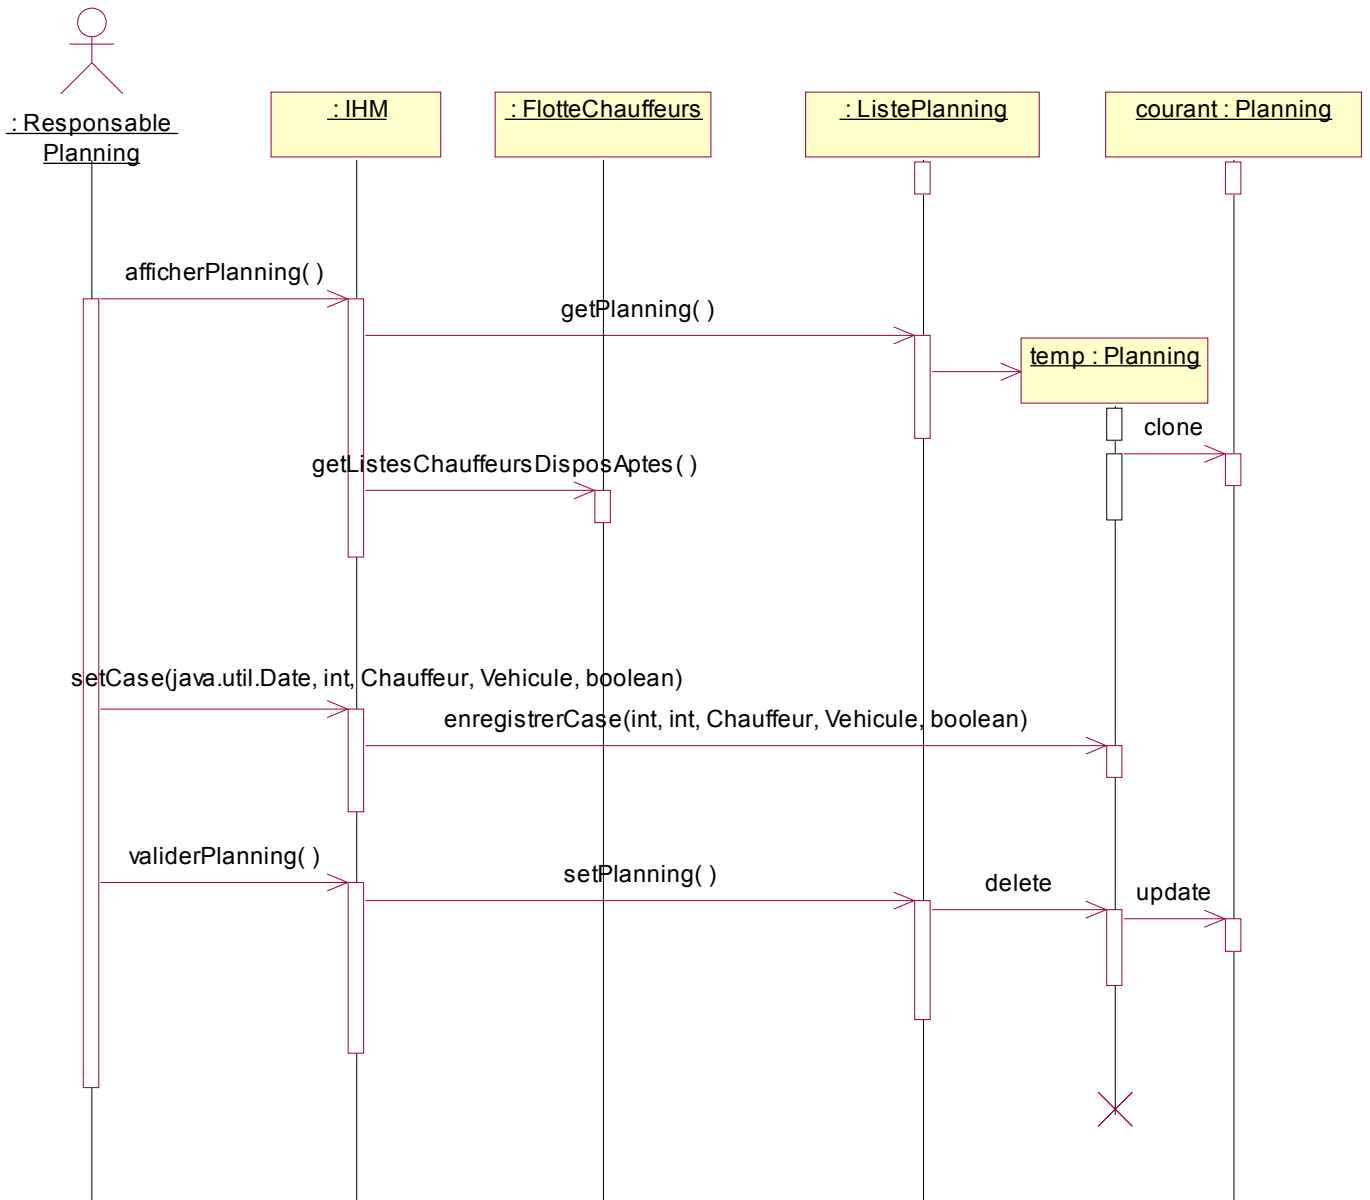 : Responsable
Planning
: IHM
: FlotteChauffeurs
: ListePlanning
courant : Planning
afficherPlanning( )
getPlanning( )
temp : Planning
clone
getListesChauffeursDisposAptes( )
setCase(java.util.Date, int, Chauffeur, Vehicule, boolean)
enregistrerCase(int, int, Chauffeur, Vehicule, boolean)
validerPlanning( )
setPlanning( )
delete
update